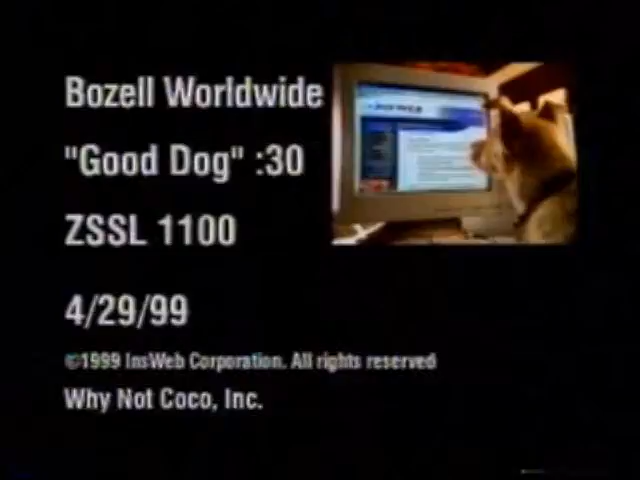 Bozell Worldwide
"Good Dog" :30
ZSSL 1100
4/29/99
©1999 InsWeb Corporation. All rights reserved
Why Not Coco, Inc.